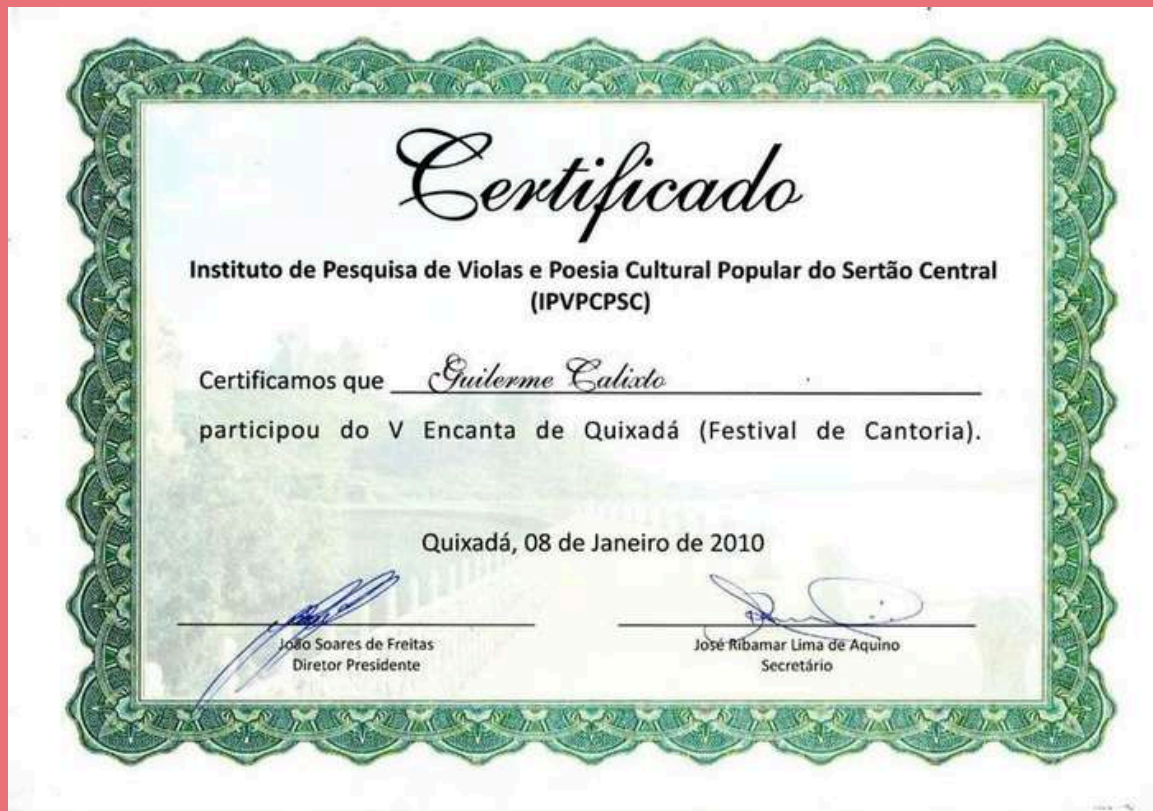 Certificado
Instituto de Pesquisa de Violas e Poesia Cultural Popular do Sertão Central
(IPVPCPSC)
Certificamos que Guilerme Calixto
participou do V Encanta de Quixadá (Festival de Cantoria).
Quixadá, 08 de Janeiro de 2010
João Soares de Freitas
Diretor Presidente
José Ribamar Lima de Aquino
Secretário